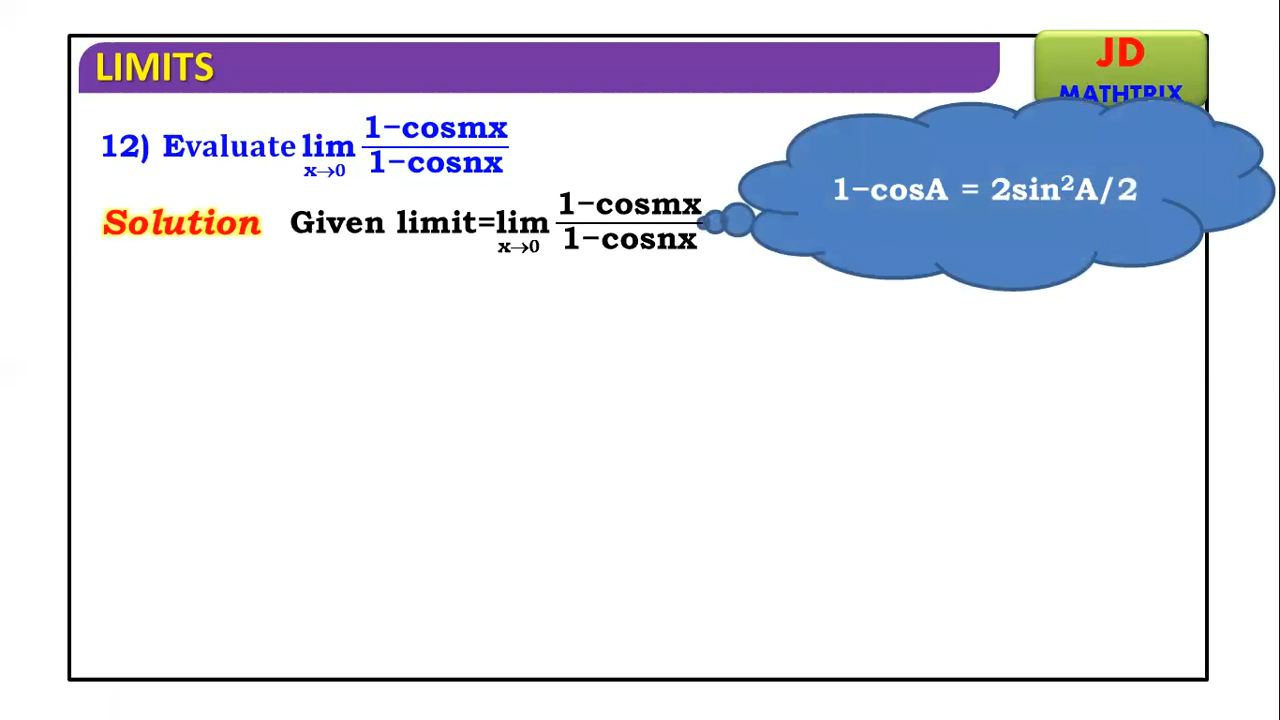 LIMITS
JD
MATHTRIX
12) Evaluate lim x→0 1−cosmx / 1−cosnx
1−cosA = 2sin²A/2
Solution Given limit=lim x→0 1−cosmx / 1−cosnx